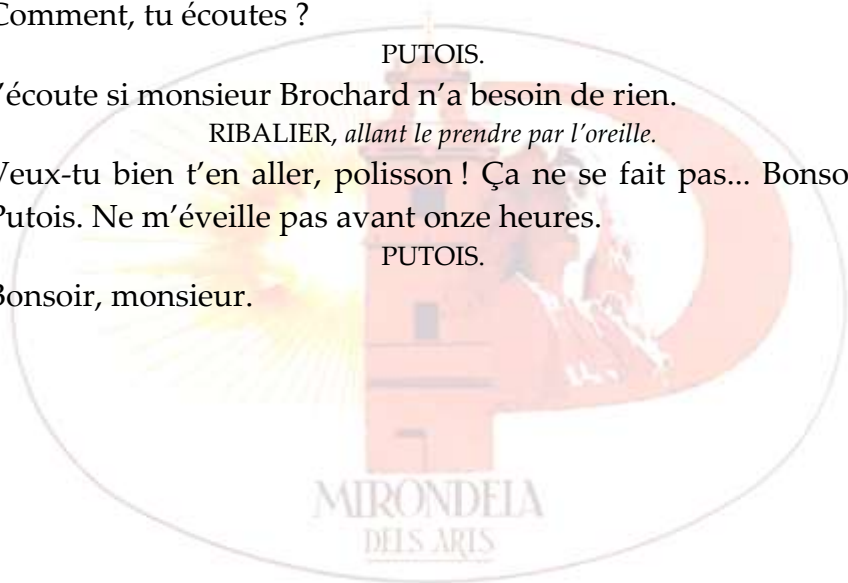 Comment, tu écoutes ?
PUTOIS.
'écoute si monsieur Brochard n'a besoin de rien.
RIBALIER, allant le prendre par l'oreille.
Veux-tu bien t'en aller, polisson ! Ça ne se fait pas... Bonso
Putois. Ne m'éveille pas avant onze heures.
PUTOIS.
Bonsoir, monsieur.
MIRONDELA
DELS ARTS